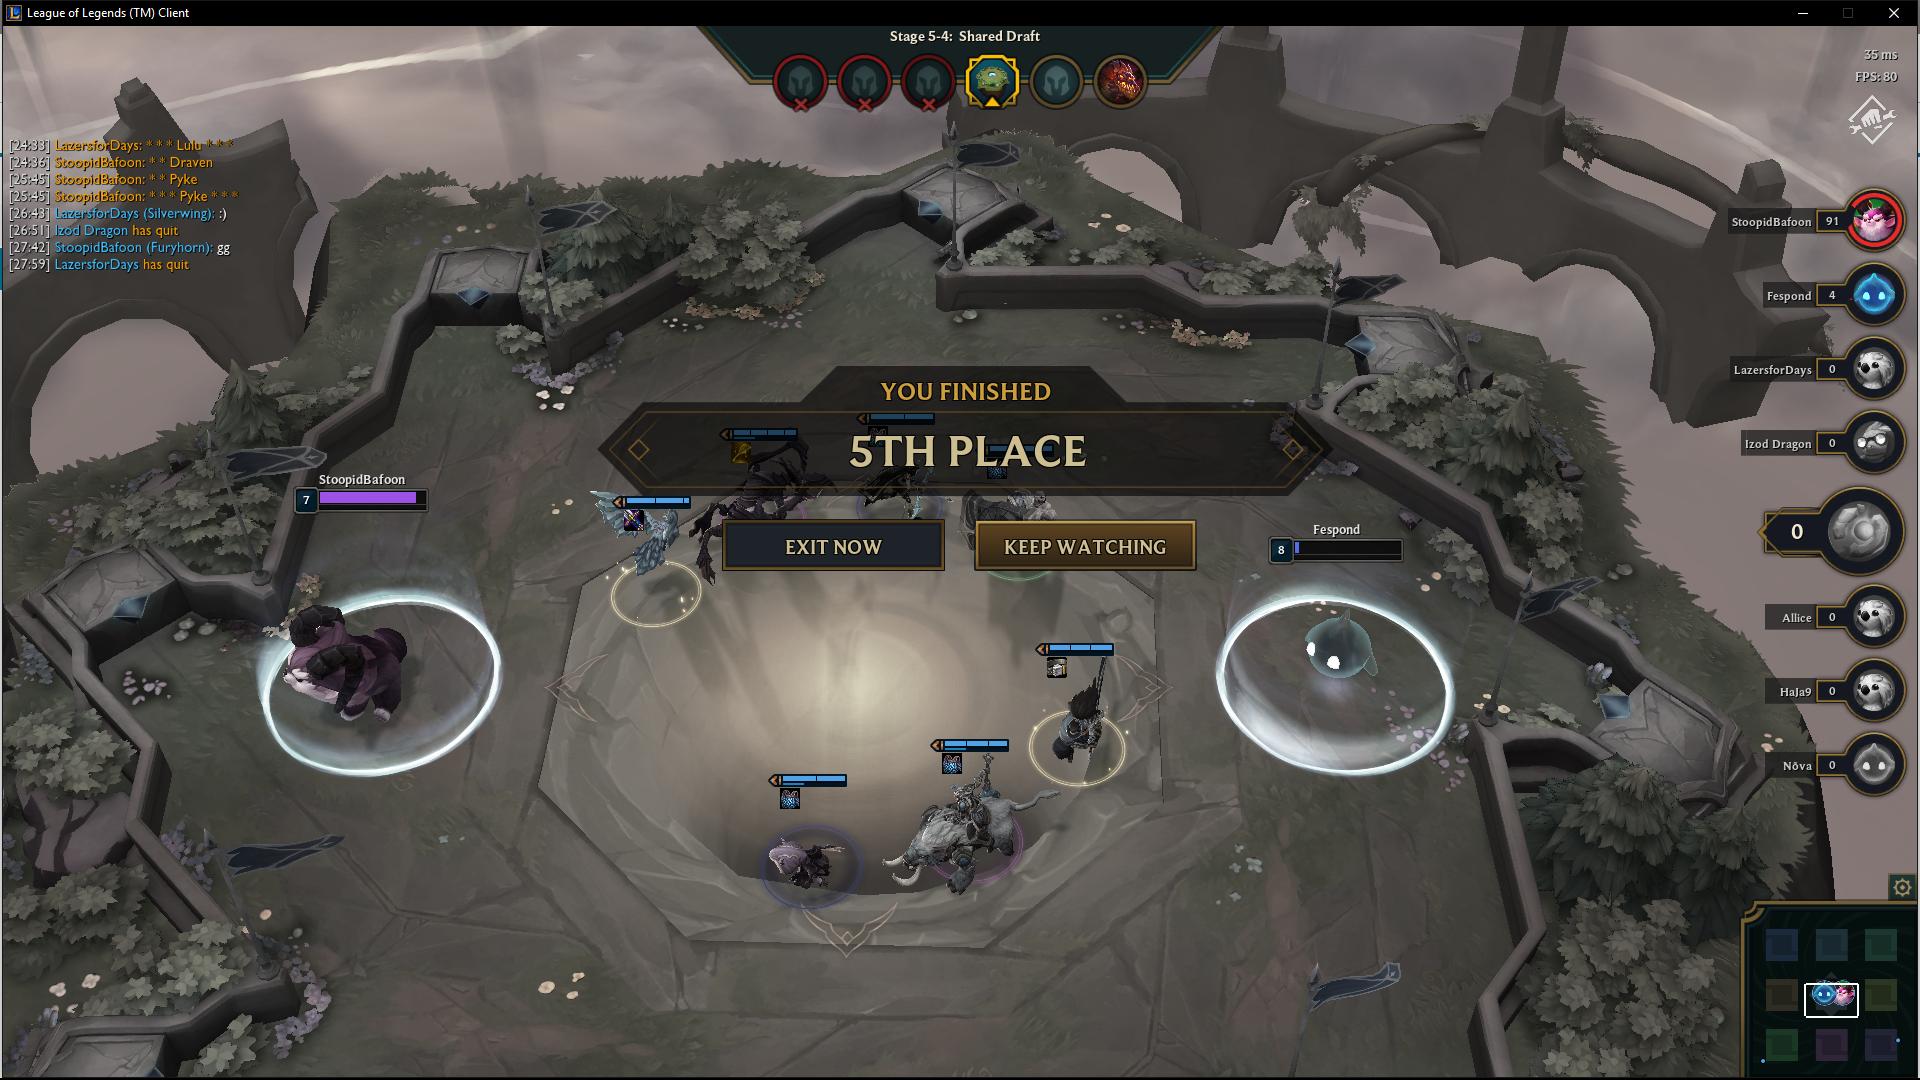 League of Legends (TM) Client
Stage 5-4: Shared Draft
35 ms
FPS: 80
[24:33] LazersforDays: * * * Lulu * * *
[24:36] StoopidBafoon: * * Draven
[25:45] StoopidBafoon: * * Pyke
[25:45] StoopidBafoon: * * * Pyke * * *
[26:43] LazersforDays (Silverwing): :)
[26:51] Izod Dragon has quit
[27:42] StoopidBafoon (Furyhorn): gg
[27:59] LazersforDays has quit
StoopidBafoon 91
Fespond 4
LazersforDays 0
Izod Dragon 0
0
Allice 0
HaJa9 0
Nôva 0
YOU FINISHED
5TH PLACE
EXIT NOW
KEEP WATCHING
StoopidBafoon
7
Fespond
8